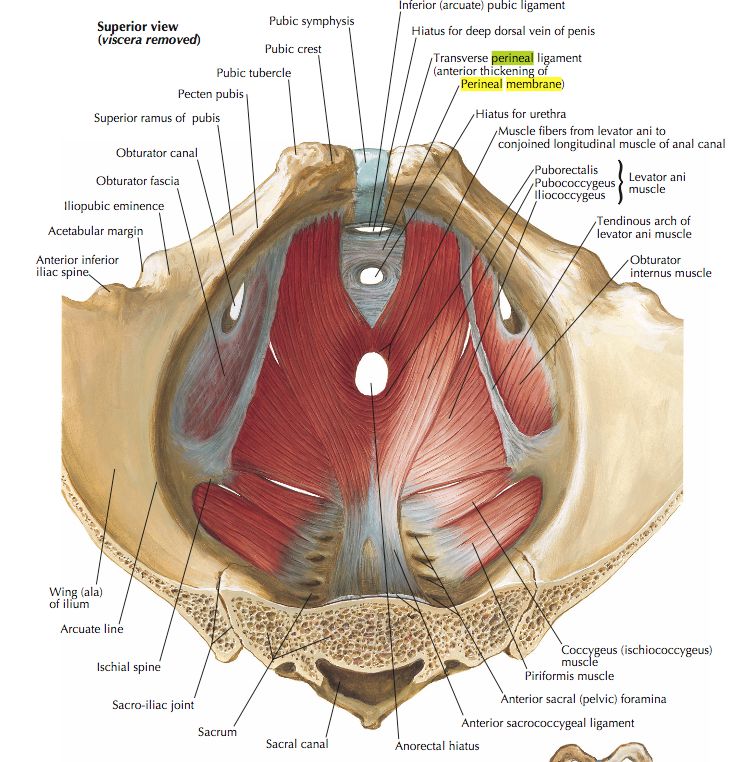 Superior view
(viscera removed)
Pubic symphysis
Pubic crest
Pubic tubercle
Pecten pubis
Superior ramus of pubis
Obturator canal
Obturator fascia
Iliopubic eminence
Acetabular margin
Anterior inferior
iliac spine
Inferior (arcuate) pubic ligament
Hiatus for deep dorsal vein of penis
Transverse perineal ligament
(anterior thickening of
Perineal membrane)
Hiatus for urethra
Muscle fibers from levator ani to
conjoined longitudinal muscle of anal canal
Puborectalis
Pubococcygeus
Iliococcygeus
Levator ani
muscle
Tendinous arch of
levator ani muscle
Obturator
internus muscle
Wing (ala)
of ilium
Arcuate line
Ischial spine
Sacro-iliac joint
Sacrum
Sacral canal
Coccygeus (ischiococcygeus)
muscle
Piriformis muscle
Anterior sacral (pelvic) foramina
Anterior sacrococcygeal ligament
Anorectal hiatus